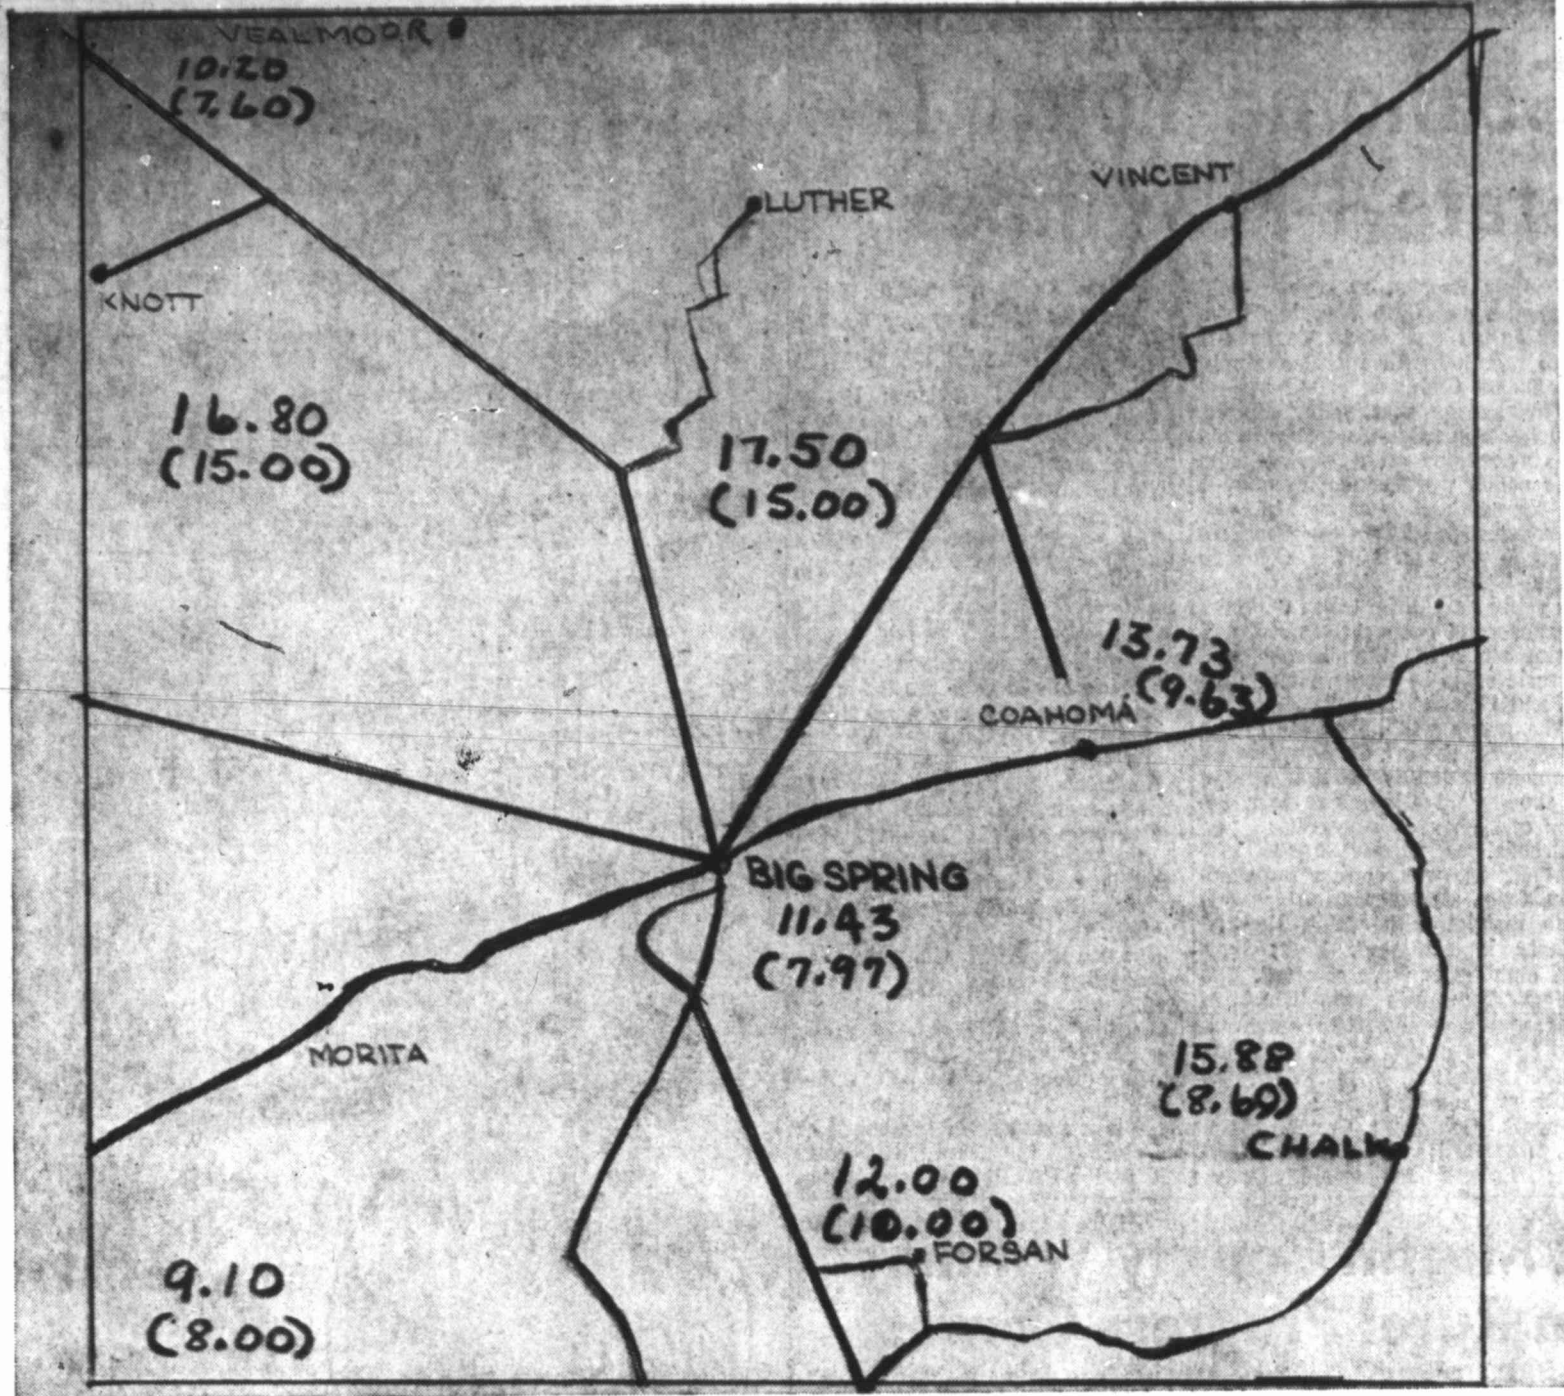 VEALMOOR
10.20
(7.60)
VINCENT
LUTHER
KNOTT
16.80
(15.00)
17.50
(15.00)
13.73
(9.63)
COAHOMA
BIG SPRING
11.43
(7.97)
MORITA
15.88
(8.69)
CHALK
12.00
(10.00)
FORSAN
9.10
(8.00)